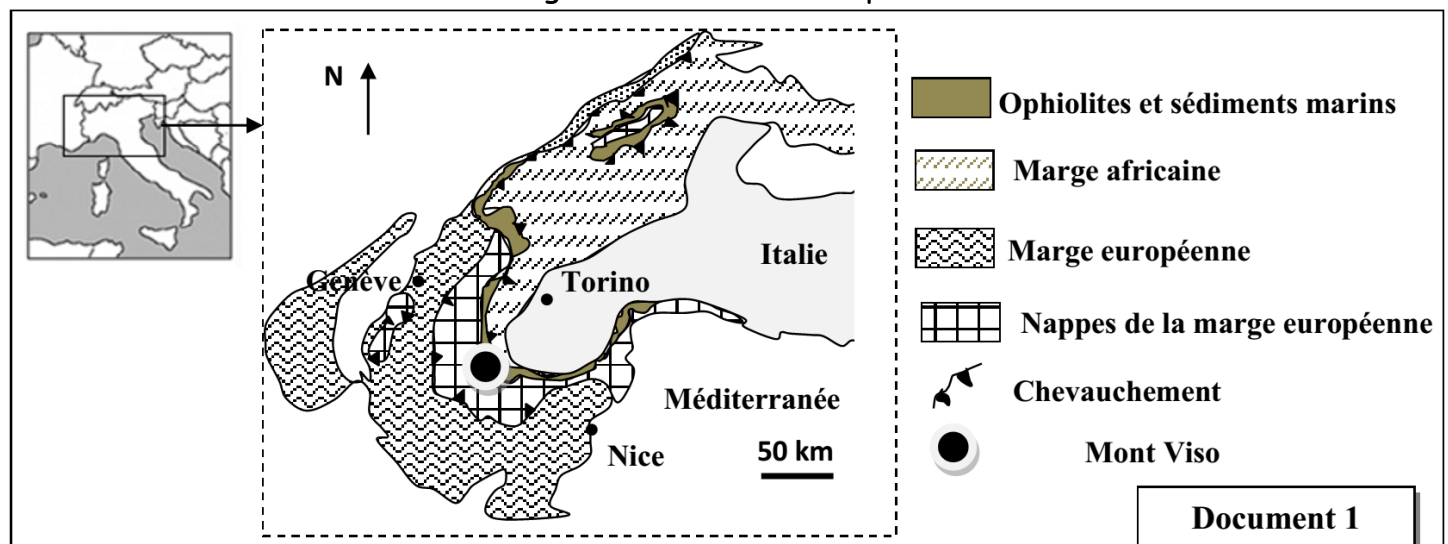 N
Ophiolites et sédiments marins
Marge africaine
Italie
Marge européenne
Genève
Torino
Nappes de la marge européenne
Méditerranée
Chevauchement
50 km
Nice
Mont Viso
Document 1